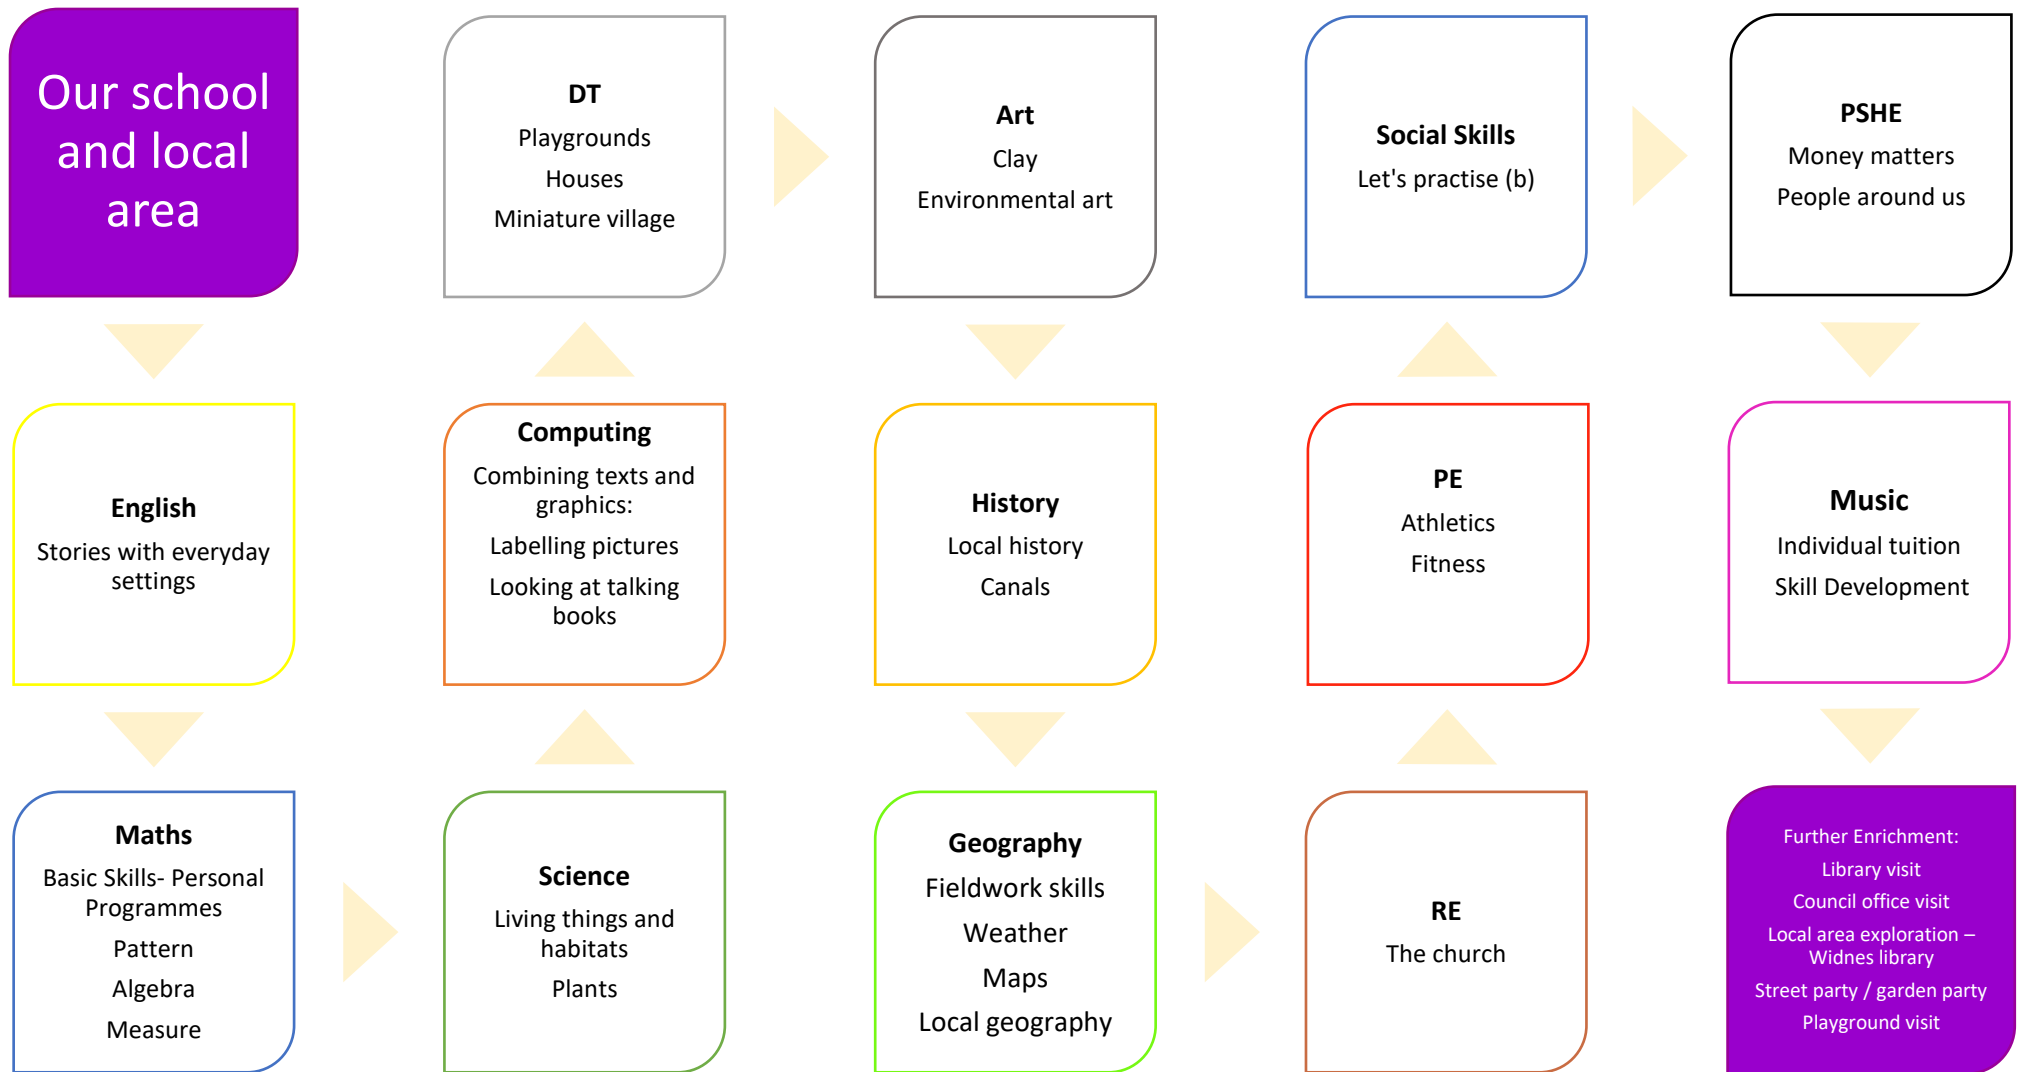 Our school
and local
area
English
Stories with everyday
settings
Maths
Basic Skills- Personal
Programmes
Pattern
Algebra
Measure
Science
Living things and
habitats
Plants
Computing
Combining texts and
graphics:
Labelling pictures
Looking at talking
books
DT
Playgrounds
Houses
Miniature village
Art
Clay
Environmental art
History
Local history
Canals
Geography
Fieldwork skills
Weather
Maps
Local geography
RE
The church
PE
Athletics
Fitness
Social Skills
Let's practise (b)
PSHE
Money matters
People around us
Music
Individual tuition
Skill Development
Further Enrichment:
Library visit
Council office visit
Local area exploration –
Widnes library
Street party / garden party
Playground visit